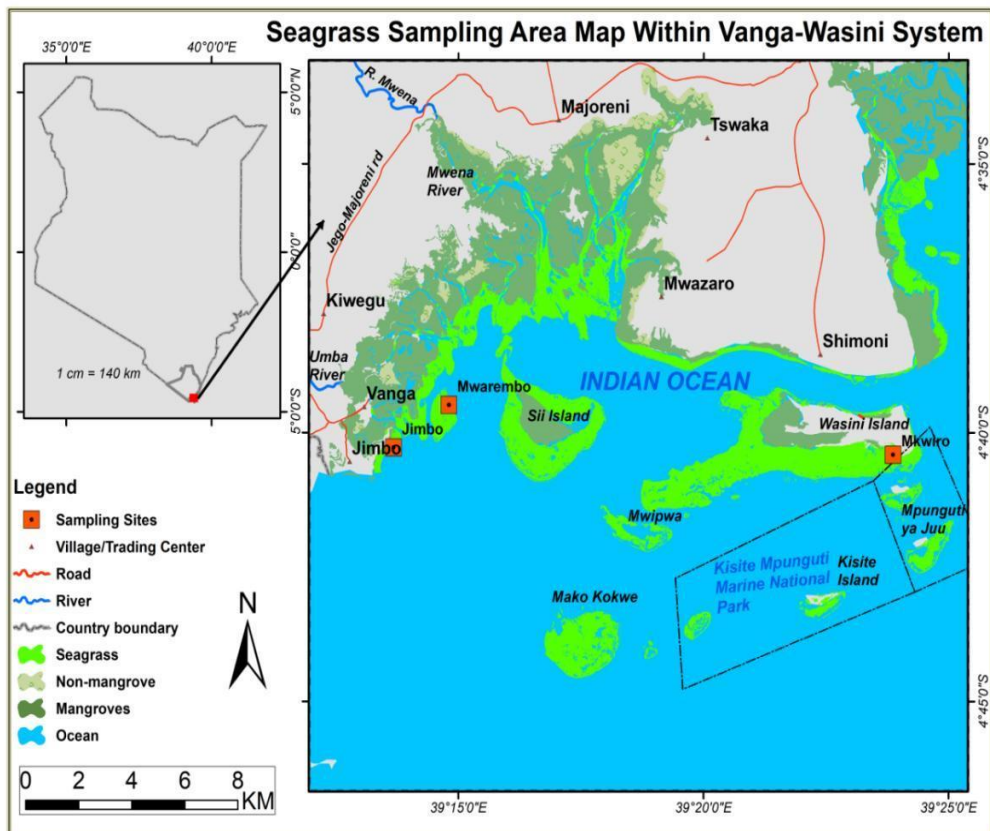 Seagrass Sampling Area Map Within Vanga-Wasini System
35°0'0"E
40°0'0"E
5°0'0"N
0°0'0"
5°0'0"S
1 cm = 140 km
R. Mwena
Majoreni
Tswaka
Mwena
River
Jego-Majoreni rd
Kiwegu
Mwazaro
Shimoni
Umba
River
INDIAN OCEAN
Vanga
Mwarembo
Jimbo
Jimbo
Sii Island
Wasini Island
Mkwiro
Mwipwa
Mpunguti
ya Juu
Kisite Mpunguti
Marine National
Park
Kisite
Island
Mako Kokwe
4°35'0"S
4°40'0"S
4°45'0"S
39°15'0"E
39°20'0"E
39°25'0"E
Legend
Sampling Sites
Village/Trading Center
Road
River
Country boundary
Seagrass
Non-mangrove
Mangroves
Ocean
N
0 2 4 6 8
KM